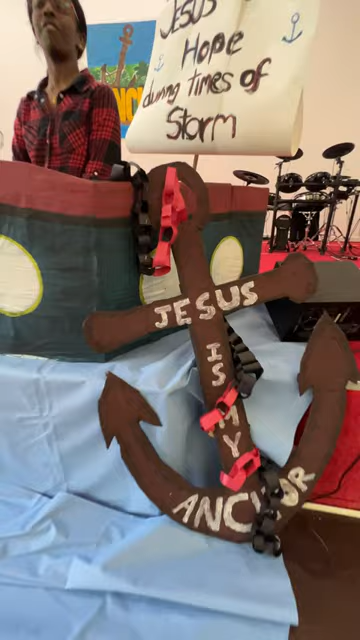 JESUS
Hope
during times of
Storm
JESUS
IS
MY
ANCHOR